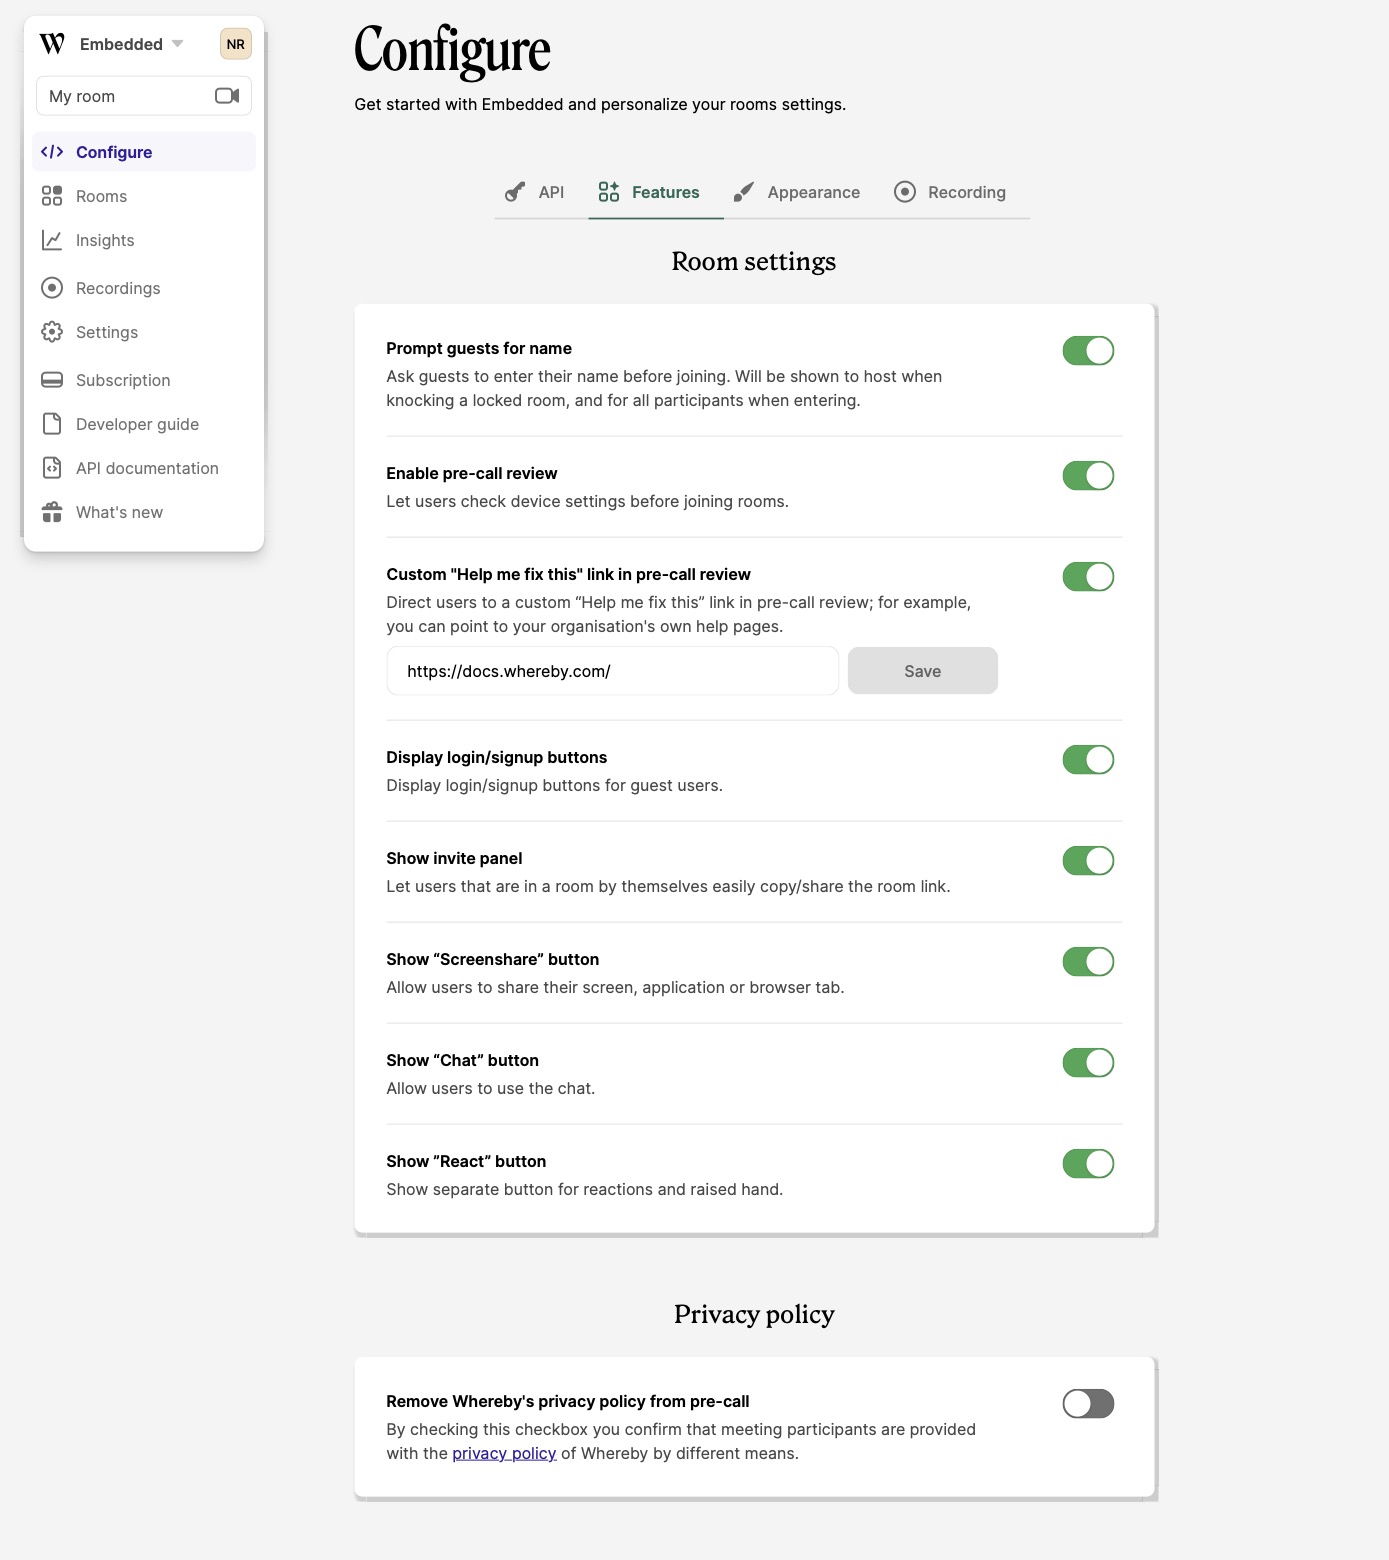 W Embedded NR
My room
Configure
Rooms
Insights
Recordings
Settings
Subscription
Developer guide
API documentation
What's new
Configure
Get started with Embedded and personalize your rooms settings.
API Features Appearance Recording
Room settings
Prompt guests for name
Ask guests to enter their name before joining. Will be shown to host when
knocking a locked room, and for all participants when entering.
Enable pre-call review
Let users check device settings before joining rooms.
Custom "Help me fix this" link in pre-call review
Direct users to a custom “Help me fix this” link in pre-call review; for example,
you can point to your organisation's own help pages.
https://docs.whereby.com/ Save
Display login/signup buttons
Display login/signup buttons for guest users.
Show invite panel
Let users that are in a room by themselves easily copy/share the room link.
Show “Screenshare” button
Allow users to share their screen, application or browser tab.
Show “Chat” button
Allow users to use the chat.
Show ”React” button
Show separate button for reactions and raised hand.
Privacy policy
Remove Whereby's privacy policy from pre-call
By checking this checkbox you confirm that meeting participants are provided
with the privacy policy of Whereby by different means.